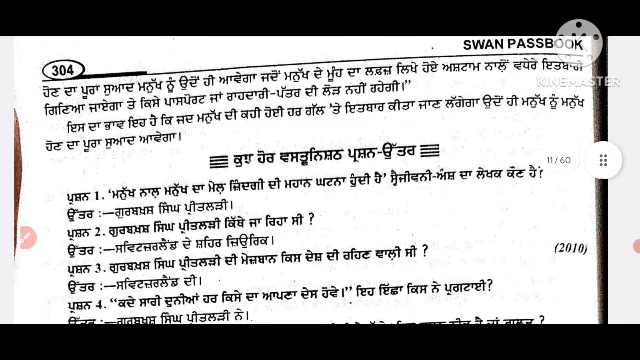 SWAN PASSBOOK
304
ਹੋਣ ਦਾ ਪੂਰਾ ਸੁਆਦ ਮਨੁੱਖ ਨੂੰ ਉਦੋਂ ਹੀ ਆਵੇਗਾ ਜਦੋਂ ਮਨੁੱਖ ਦੇ ਮੂੰਹ ਦਾ ਲਫ਼ਜ਼ ਲਿਖੇ ਹੋਏ ਅਸ਼ਟਾਮ ਨਾਲੋਂ ਵਧੇਰੇ ਇਤਬਾਰੀ
ਗਿਣਿਆ ਜਾਏਗਾ ਤੇ ਕਿਸੇ ਪਾਸਪੋਰਟ ਜਾਂ ਰਾਹਦਾਰੀ-ਪੱਤਰ ਦੀ ਲੋੜ ਨਹੀਂ ਰਹੇਗੀ।”
KINEMASTER
ਇਸ ਦਾ ਭਾਵ ਇਹ ਹੈ ਕਿ ਜਦ ਮਨੁੱਖ ਦੀ ਕਹੀ ਹੋਈ ਹਰ ਗੱਲ 'ਤੇ ਇਤਬਾਰ ਕੀਤਾ ਜਾਣ ਲੱਗੇਗਾ ਉਦੋਂ ਹੀ ਮਨੁੱਖ ਨੂੰ ਮਨੁੱਖ
ਹੋਣ ਦਾ ਪੂਰਾ ਸੁਆਦ ਆਵੇਗਾ।
ਕੁਝ ਹੋਰ ਵਸਤੂਨਿਸ਼ਠ ਪ੍ਰਸ਼ਨ-ਉੱਤਰ
11 / 60
ਪ੍ਰਸ਼ਨ 1. ‘ਮਨੁੱਖ ਨਾਲ ਮਨੁੱਖ ਦਾ ਮੇਲ ਜ਼ਿੰਦਗੀ ਦੀ ਮਹਾਨ ਘਟਨਾ ਹੁੰਦੀ ਹੈ’ ਸ੍ਵੈਜੀਵਨੀ-ਅੰਸ਼ ਦਾ ਲੇਖਕ ਕੌਣ ਹੈ?
ਉੱਤਰ :—ਗੁਰਬਖ਼ਸ਼ ਸਿੰਘ ਪ੍ਰੀਤਲੜੀ।
ਪ੍ਰਸ਼ਨ 2. ਗੁਰਬਖ਼ਸ਼ ਸਿੰਘ ਪ੍ਰੀਤਲੜੀ ਕਿੱਥੇ ਜਾ ਰਿਹਾ ਸੀ ?
ਉੱਤਰ :—ਸਵਿਟਜ਼ਰਲੈਂਡ ਦੇ ਸ਼ਹਿਰ ਜ਼ਿਊਰਿਕ।
(2010)
ਪ੍ਰਸ਼ਨ 3. ਗੁਰਬਖ਼ਸ਼ ਸਿੰਘ ਪ੍ਰੀਤਲੜੀ ਦੀ ਮੇਜ਼ਬਾਨ ਕਿਸ ਦੇਸ਼ ਦੀ ਰਹਿਣ ਵਾਲੀ ਸੀ ?
ਉੱਤਰ :—ਸਵਿਟਜ਼ਰਲੈਂਡ ਦੀ।
ਪ੍ਰਸ਼ਨ 4. “ਕਦੇ ਸਾਰੀ ਦੁਨੀਆਂ ਹਰ ਕਿਸੇ ਦਾ ਆਪਣਾ ਦੇਸ ਹੋਵੇ।” ਇਹ ਇੱਛਾ ਕਿਸ ਨੇ ਪ੍ਰਗਟਾਈ?
ਉੱਤਰ :—ਗੁਰਬਖ਼ਸ਼ ਸਿੰਘ ਪ੍ਰੀਤਲੜੀ ਨੇ।